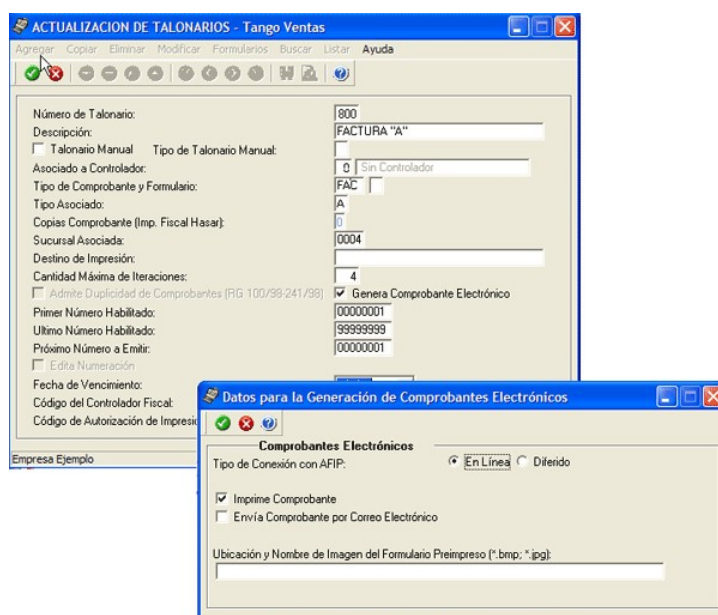 ACTUALIZACION DE TALONARIOS - Tango Ventas
Agregar Copiar Eliminar Modificar Formularios Buscar Listar Ayuda
Número de Talonario: 800
Descripción: FACTURA "A"
Talonario Manual Tipo de Talonario Manual:
Asociado a Controlador: 0 Sin Controlador
Tipo de Comprobante y Formulario: FAC
Tipo Asociado: A
Copias Comprobante (Imp. Fiscal Hasar): 0
Sucursal Asociada: 0004
Destino de Impresión:
Cantidad Máxima de Iteraciones: 4
Admite Duplicidad de Comprobantes (RG 100/98-241/98) Genera Comprobante Electrónico
Primer Número Habilitado: 00000001
Ultimo Número Habilitado: 99999999
Próximo Número a Emitir: 00000001
Edita Numeración
Fecha de Vencimiento:
Código del Controlador Fiscal:
Código de Autorización de Impresió
Empresa Ejemplo
Datos para la Generación de Comprobantes Electrónicos
Comprobantes Electrónicos
Tipo de Conexión con AFIP: En Línea Diferido
Imprime Comprobante
Envía Comprobante por Correo Electrónico
Ubicación y Nombre de Imagen del Formulario Preimpreso (*.bmp; *.jpg):